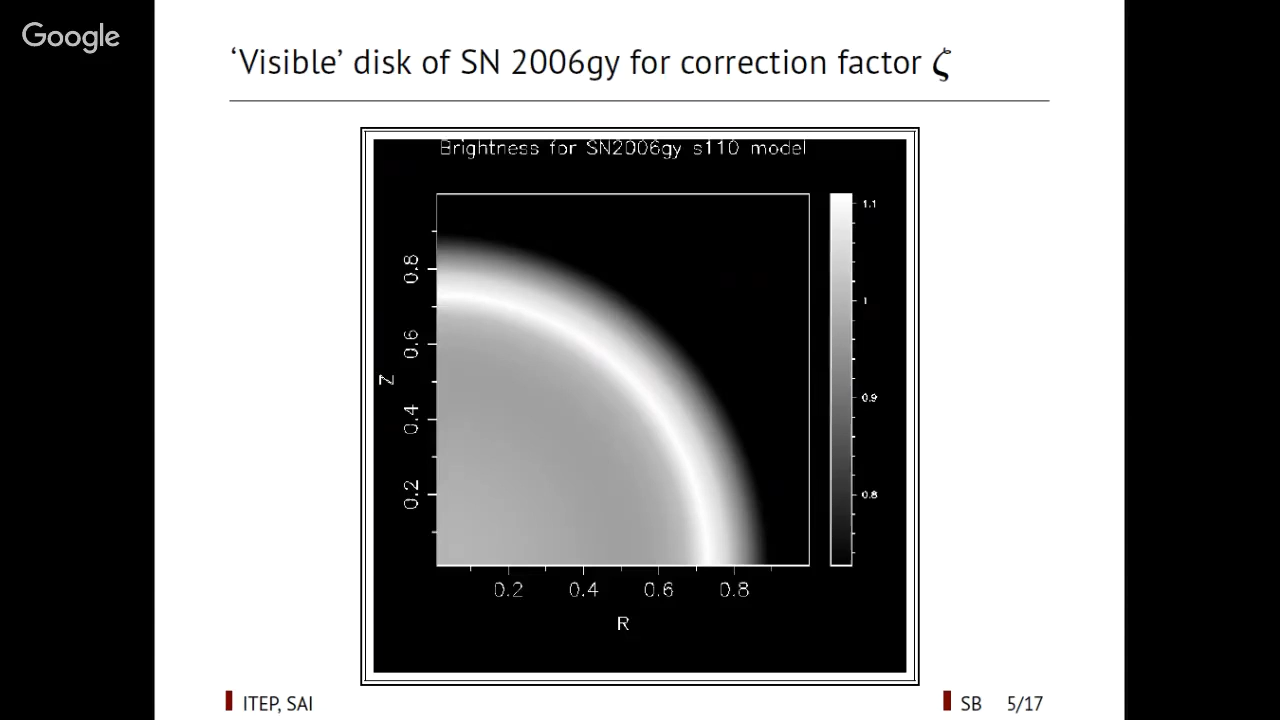 Google
‘Visible’ disk of SN 2006gy for correction factor ζ
Brightness for SN2006gy s110 model
1.1
1
0.9
0.8
0.8
0.6
0.4
0.2
Z
0.2 0.4 0.6 0.8
R
ITEP, SAI
SB 5/17